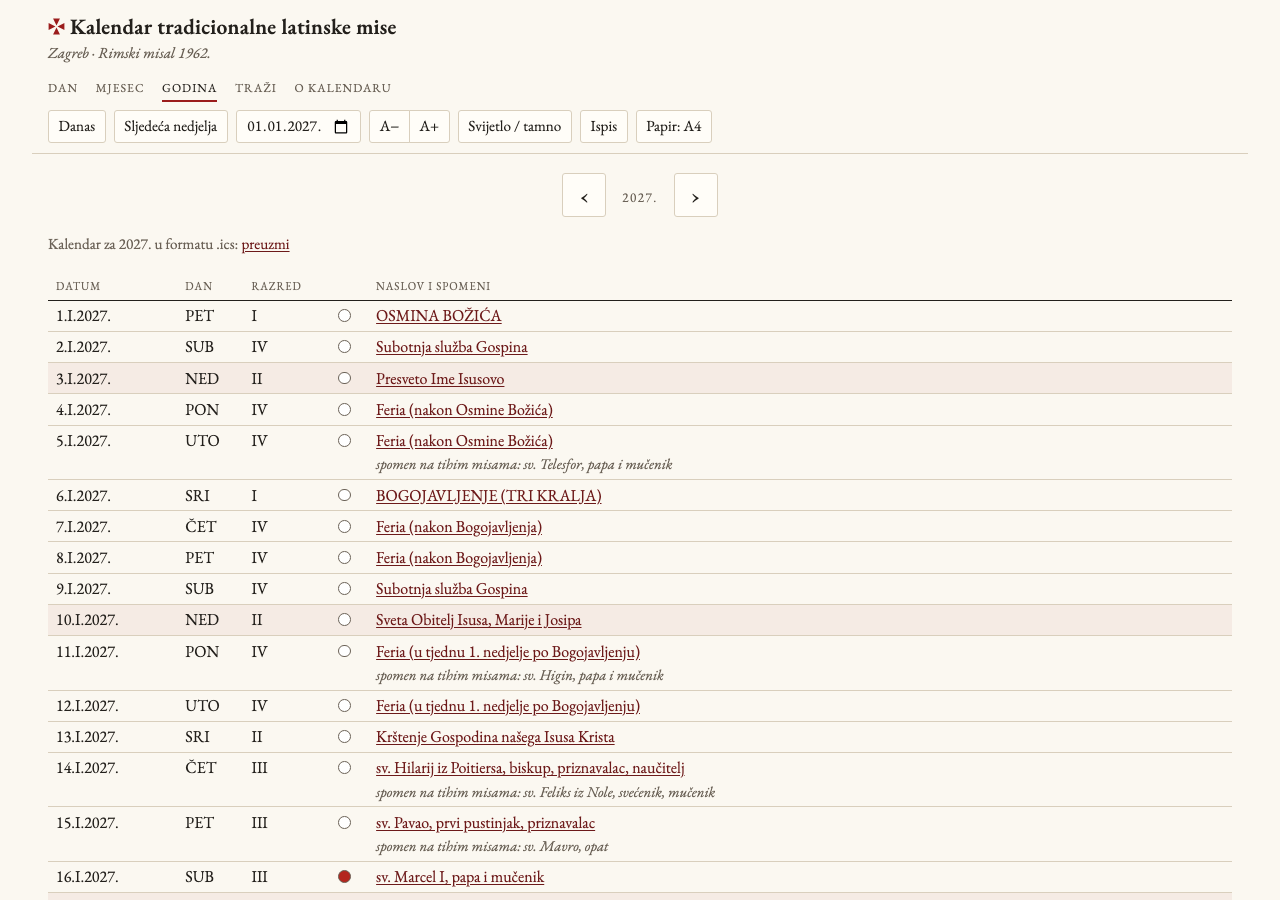 Kalendar tradicionalne latinske mise
Zagreb · Rimski misal 1962.
DAN MJESEC GODINA TRAŽI O KALENDARU
Danas Sljedeća nedjelja 01.01.2027. A− A+ Svijetlo / tamno Ispis Papir: A4
2027.
Kalendar za 2027. u formatu .ics: preuzmi
DATUM DAN RAZRED NASLOV I SPOMENI
1.I.2027. PET I OSMINA BOŽIĆA
2.I.2027. SUB IV Subotnja služba Gospina
3.I.2027. NED II Presveto Ime Isusovo
4.I.2027. PON IV Feria (nakon Osmine Božića)
5.I.2027. UTO IV Feria (nakon Osmine Božića)
spomen na tihim misama: sv. Telesfor, papa i mučenik
6.I.2027. SRI I BOGOJAVLJENJE (TRI KRALJA)
7.I.2027. ČET IV Feria (nakon Bogojavljenja)
8.I.2027. PET IV Feria (nakon Bogojavljenja)
9.I.2027. SUB IV Subotnja služba Gospina
10.I.2027. NED II Sveta Obitelj Isusa, Marije i Josipa
11.I.2027. PON IV Feria (u tjednu 1. nedjelje po Bogojavljenju)
spomen na tihim misama: sv. Higin, papa i mučenik
12.I.2027. UTO IV Feria (u tjednu 1. nedjelje po Bogojavljenju)
13.I.2027. SRI II Krštenje Gospodina našega Isusa Krista
14.I.2027. ČET III sv. Hilarij iz Poitiersa, biskup, priznavalac, naučitelj
spomen na tihim misama: sv. Feliks iz Nole, svećenik, mučenik
15.I.2027. PET III sv. Pavao, prvi pustinjak, priznavalac
spomen na tihim misama: sv. Mavro, opat
16.I.2027. SUB III sv. Marcel I, papa i mučenik